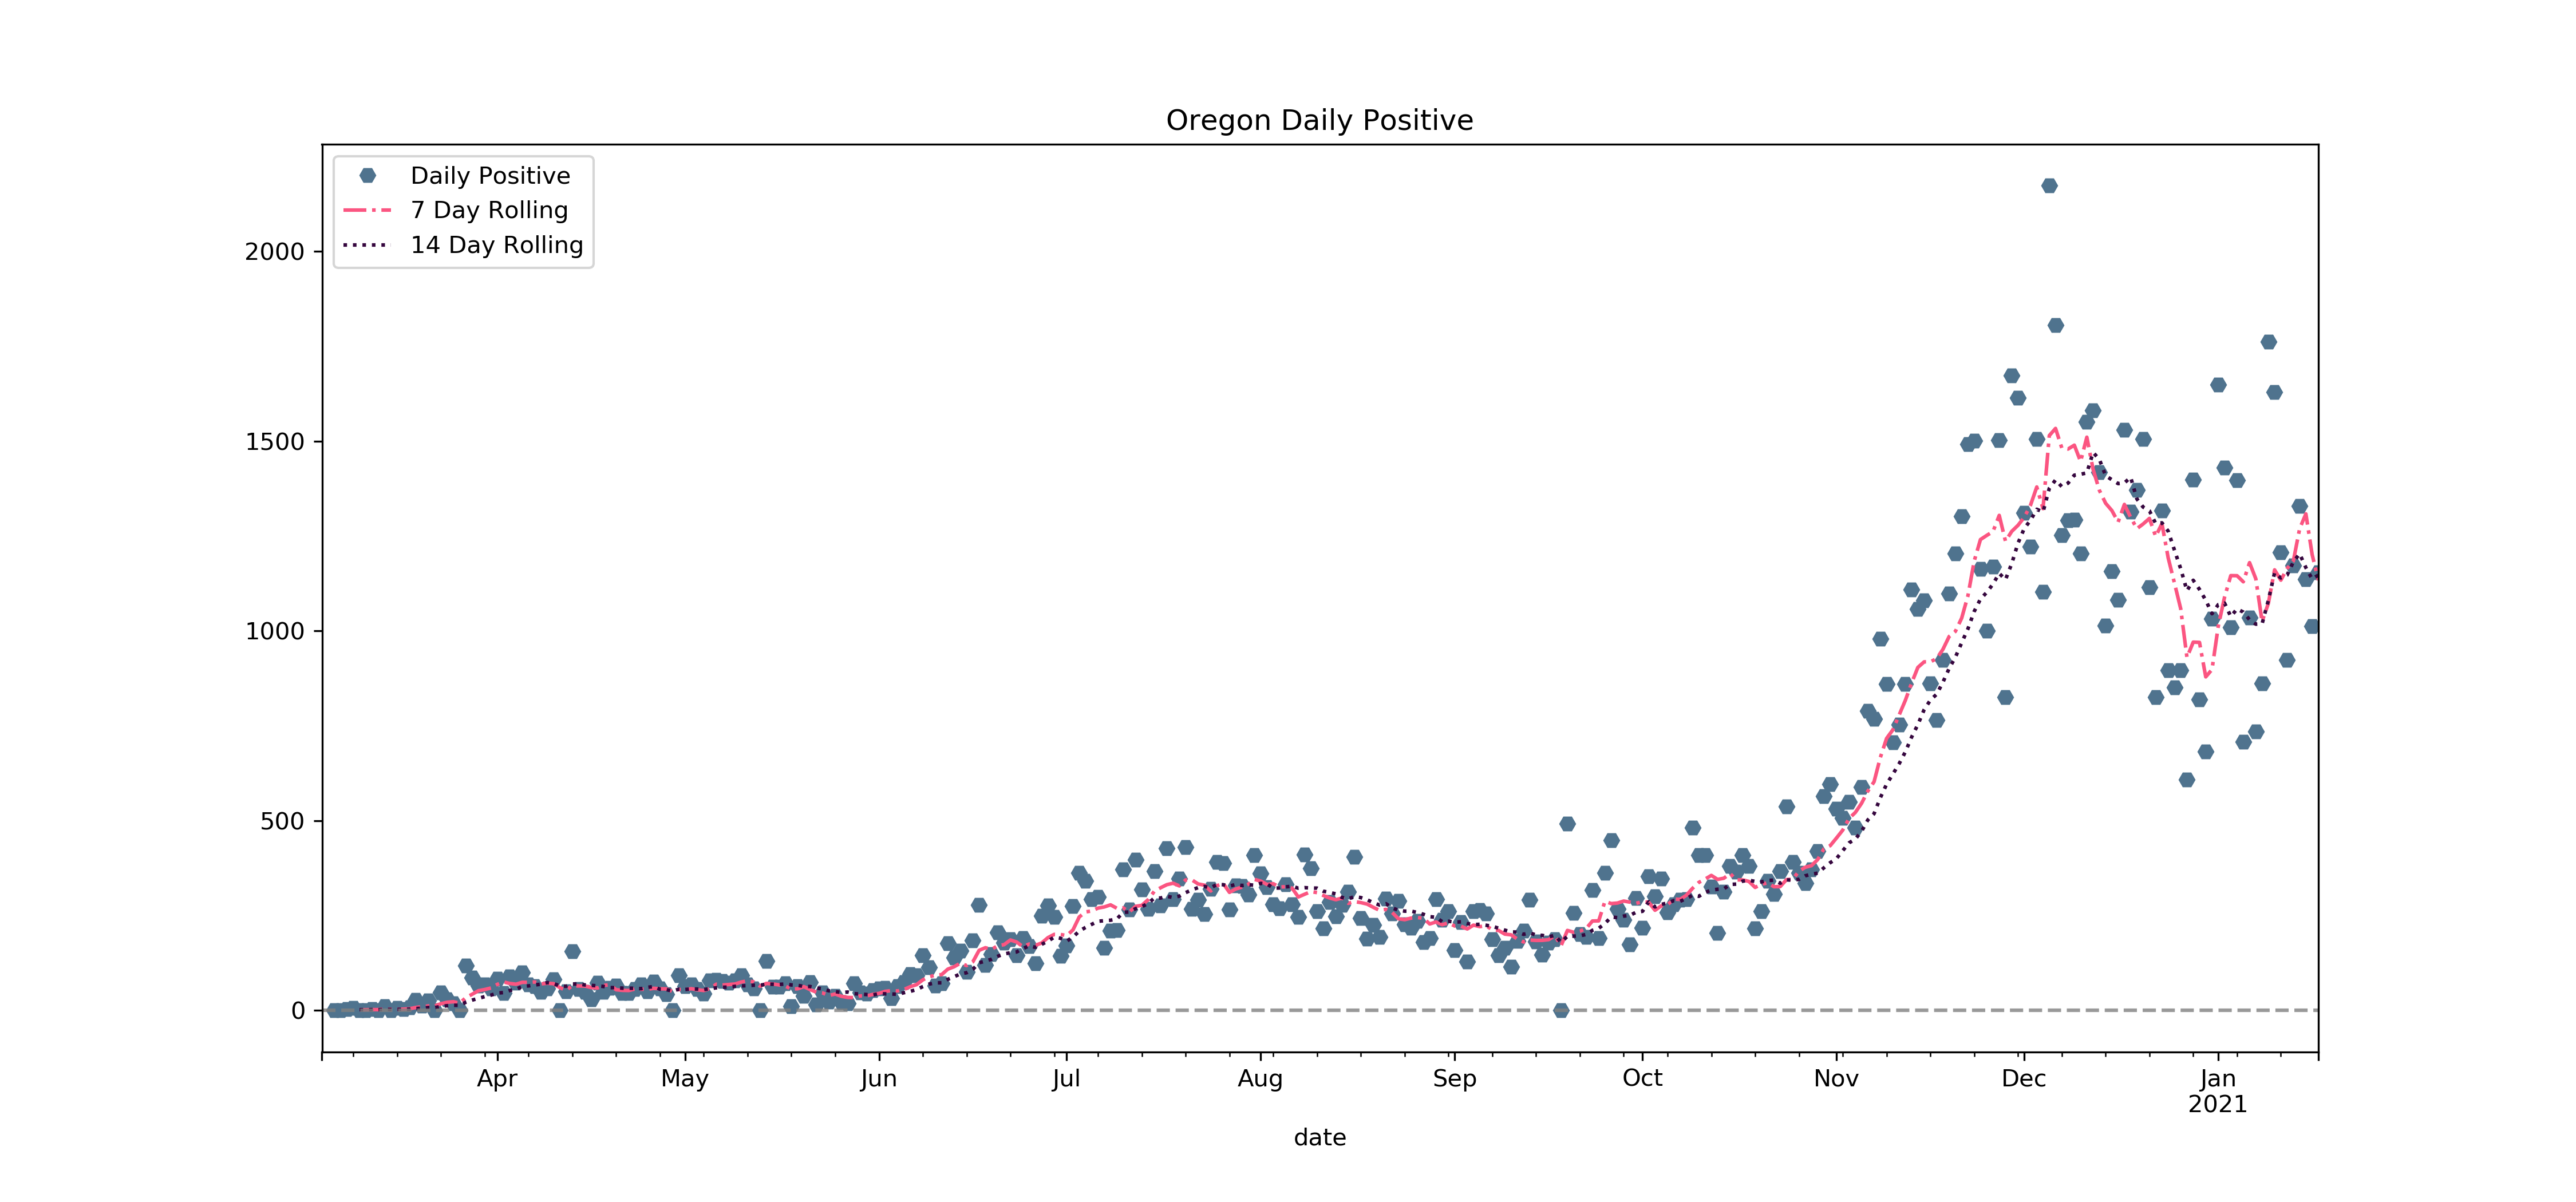 Oregon Daily Positive
Daily Positive
7 Day Rolling
14 Day Rolling
2000
1500
1000
500
0
Apr May Jun Jul Aug Sep Oct Nov Dec Jan
2021
date